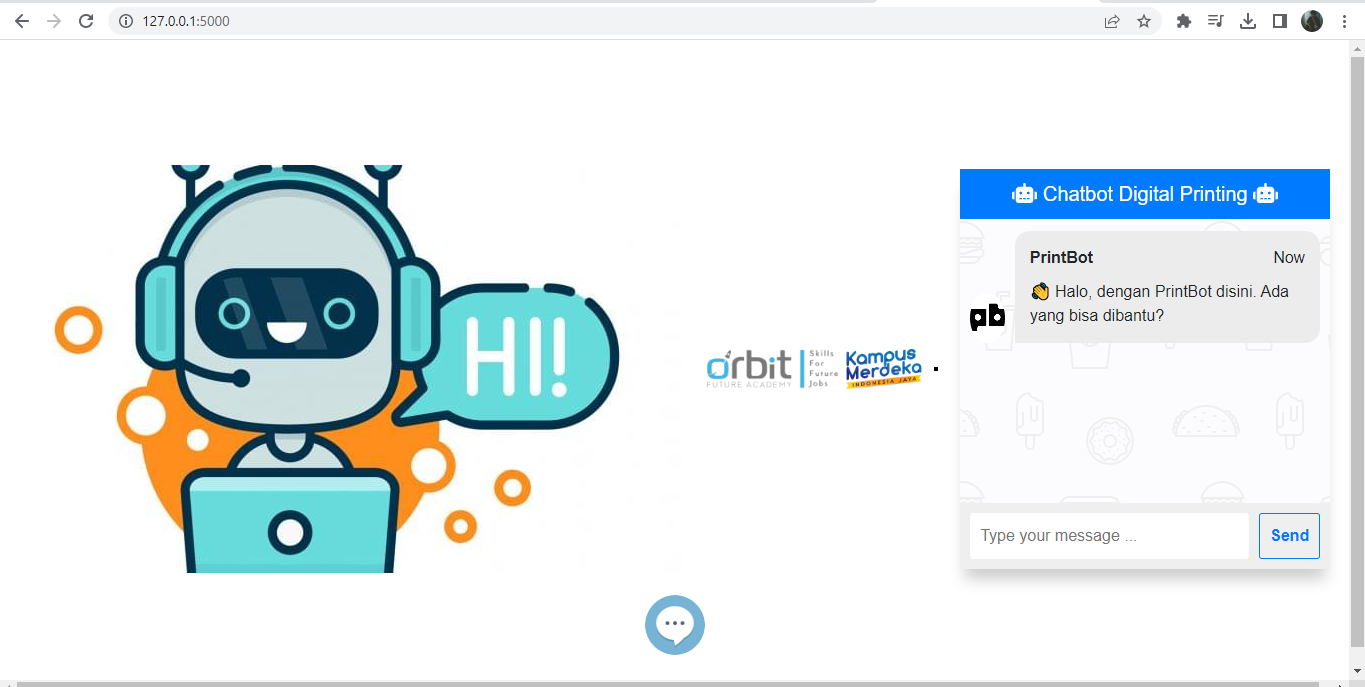 127.0.0.1:5000
HI!
orbit
FUTURE ACADEMY
Skills
For
Future
Jobs
Kampus
Merdeka
INDONESIA JAYA
Chatbot Digital Printing
PrintBot Now
👏 Halo, dengan PrintBot disini. Ada
yang bisa dibantu?
pb
Type your message ...
Send